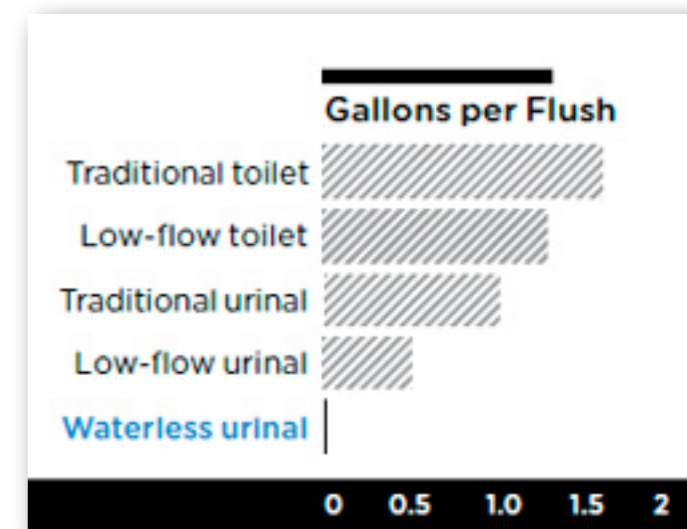 Gallons per Flush
Traditional toilet
Low-flow toilet
Traditional urinal
Low-flow urinal
Waterless urinal
0 0.5 1.0 1.5 2